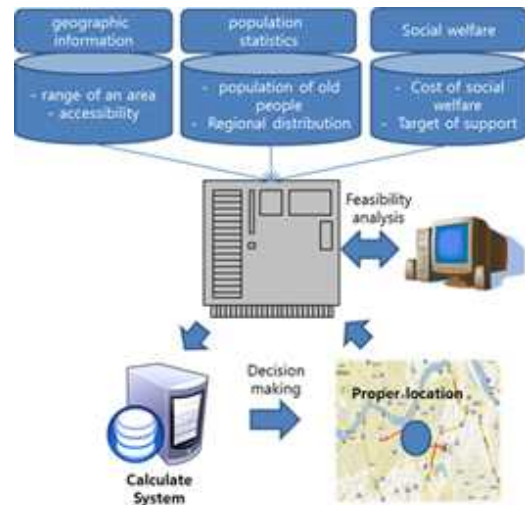 geographic
information
population
statistics
Social welfare
- range of an area
- accessibility
- population of old
people
- Regional distribution
- Cost of social
welfare
- Target of support
Feasibility
analysis
Decision
making
Proper location
Calculate
System